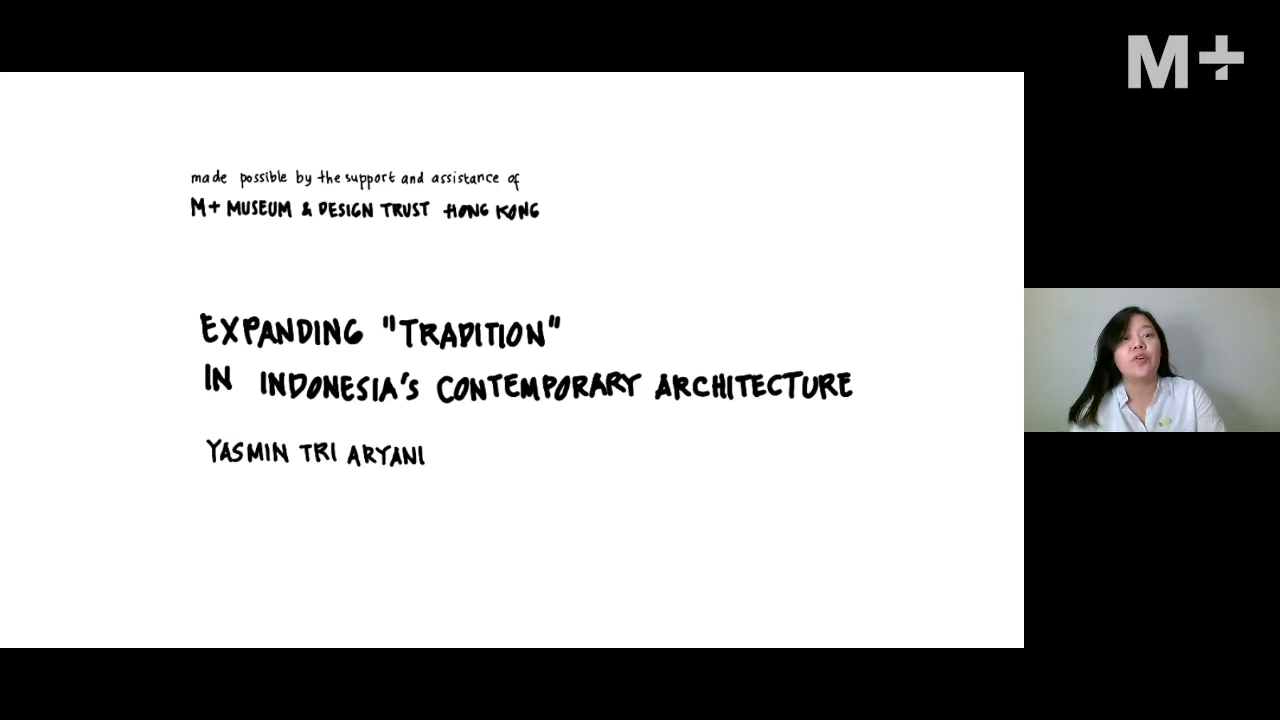 M+
made possible by the support and assistance of
M+ MUSEUM & DESIGN TRUST HONG KONG
EXPANDING "TRADITION"
IN INDONESIA'S CONTEMPORARY ARCHITECTURE
YASMIN TRI ARYANI